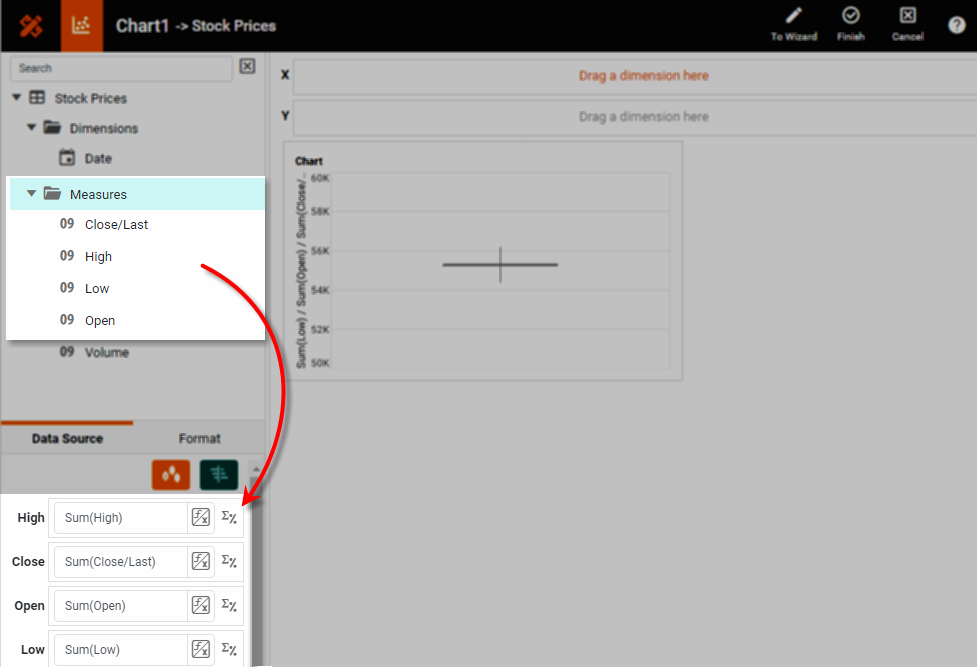 Chart1 -> Stock Prices
To Wizard
Finish
Cancel
?
Search
Stock Prices
Dimensions
Date
Measures
09 Close/Last
09 High
09 Low
09 Open
09 Volume
X Drag a dimension here
Y Drag a dimension here
Chart
Sum(Low) / Sum(Open) / Sum(Close/..
60K
58K
56K
54K
52K
50K
Data Source
Format
High Sum(High) f/x Σ%
Close Sum(Close/Last) f/x Σ%
Open Sum(Open) f/x Σ%
Low Sum(Low) f/x Σ%